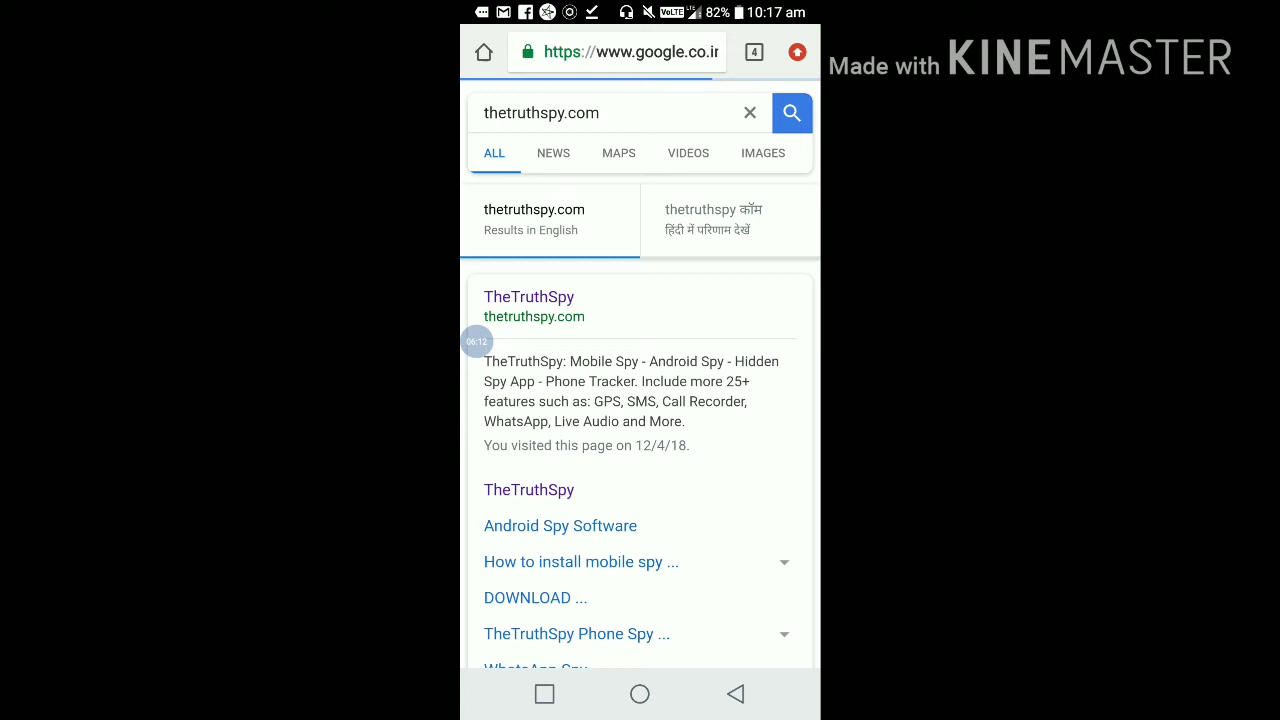 82% 10:17 am
https://www.google.co.in
4
Made with KINEMASTER
thetruthspy.com
ALL NEWS MAPS VIDEOS IMAGES
thetruthspy.com
Results in English
thetruthspy कॉम
हिंदी में परिणाम देखें
TheTruthSpy
thetruthspy.com
06:12
TheTruthSpy: Mobile Spy - Android Spy - Hidden
Spy App - Phone Tracker. Include more 25+
features such as: GPS, SMS, Call Recorder,
WhatsApp, Live Audio and More.
You visited this page on 12/4/18.
TheTruthSpy
Android Spy Software
How to install mobile spy ...
DOWNLOAD ...
TheTruthSpy Phone Spy ...
WhatsApp Spy